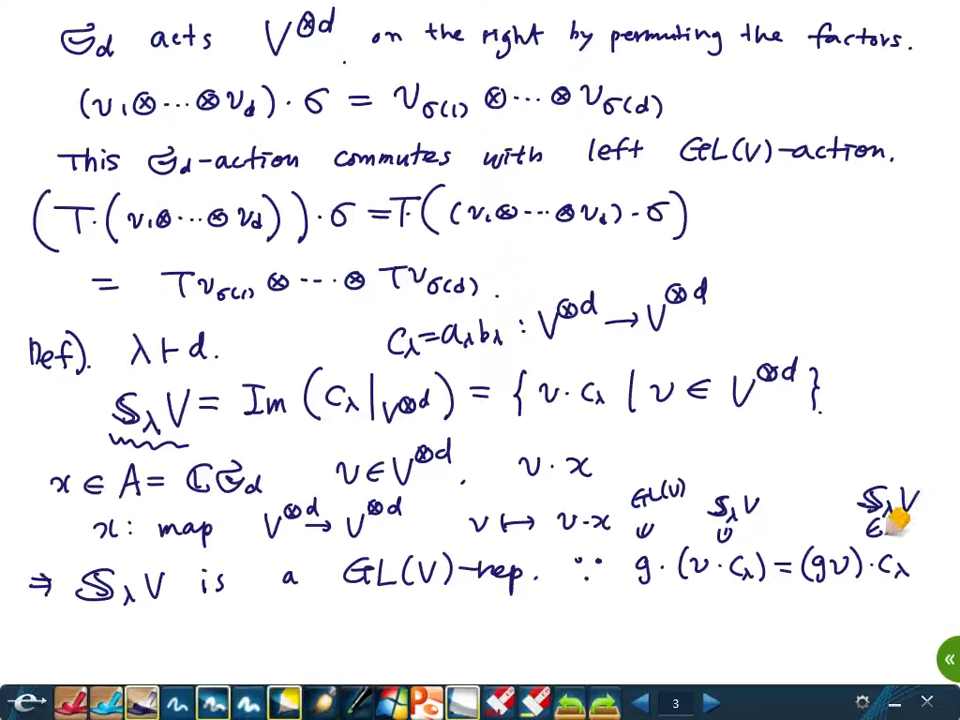 𝔖d acts V⊗d on the right by permuting the factors.
(v1⊗⋯⊗vd)·σ = vσ(1)⊗⋯⊗vσ(d)
This 𝔖d-action commutes with left GL(V)-action.
(T·(v1⊗⋯⊗vd))·σ = T·((v1⊗⋯⊗vd)·σ)
= Tvσ(1)⊗⋯⊗Tvσ(d).
Def). λ⊢d. cλ=aλbλ : V⊗d → V⊗d
𝕊λV = Im(cλ|V⊗d) = {v·cλ | v∈V⊗d}.
x∈A=ℂ𝔖d v∈V⊗d, v·x
x: map V⊗d → V⊗d v ↦ v·x GL(V) 𝕊λV 𝕊λV
⇒ 𝕊λV is a GL(V)-rep. ∵ g·(v·cλ)=(gv)·cλ
3